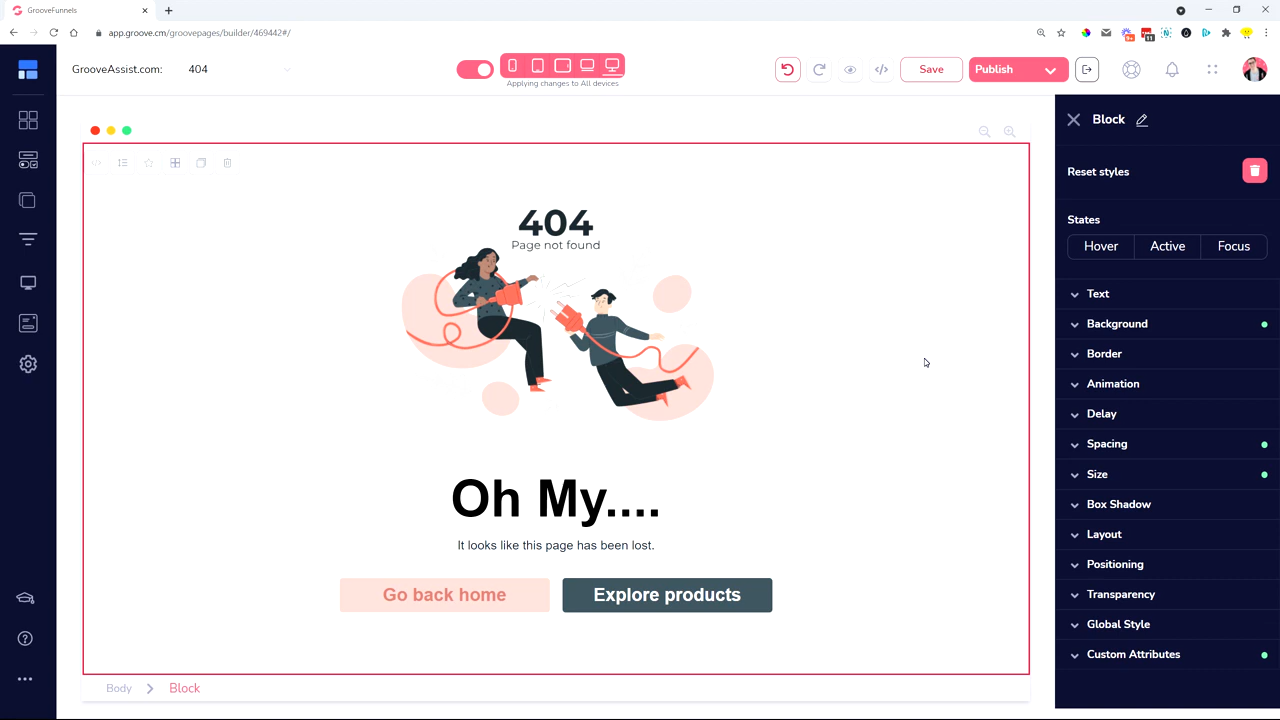 GrooveFunnels
app.groove.cm/groovepages/builder/469442#/
9+
11
GrooveAssist.com:
404
Applying changes to All devices
Save
Publish
Block
Reset styles
States
Hover
Active
Focus
Text
Background
Border
Animation
Delay
Spacing
Size
Box Shadow
Layout
Positioning
Transparency
Global Style
Custom Attributes
404
Page not found
Oh My....
It looks like this page has been lost.
Go back home
Explore products
Body
Block